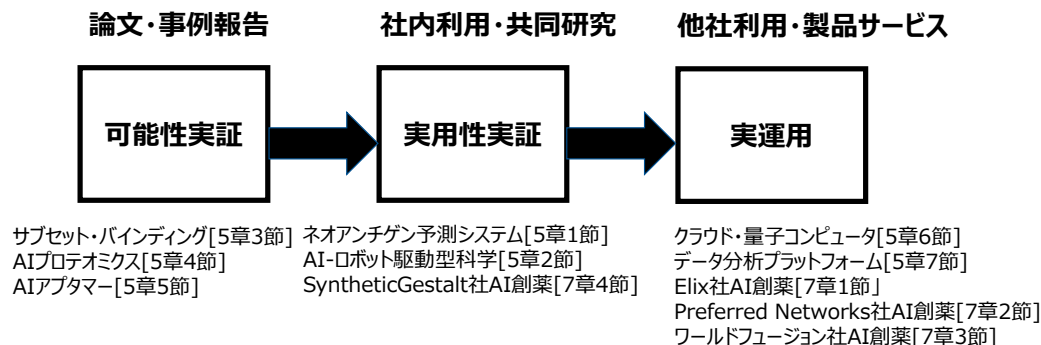 論文・事例報告
社内利用・共同研究
他社利用・製品サービス
可能性実証
実用性実証
実運用
サブセット・バインディング[5章3節]
AIプロテオミクス[5章4節]
AIアプタマー[5章5節]
ネオアンチゲン予測システム[5章1節]
AI-ロボット駆動型科学[5章2節]
SyntheticGestalt社AI創薬[7章4節]
クラウド・量子コンピュータ[5章6節]
データ分析プラットフォーム[5章7節]
Elix社AI創薬[7章1節」
Preferred Networks社AI創薬[7章2節]
ワールドフュージョン社AI創薬[7章3節]